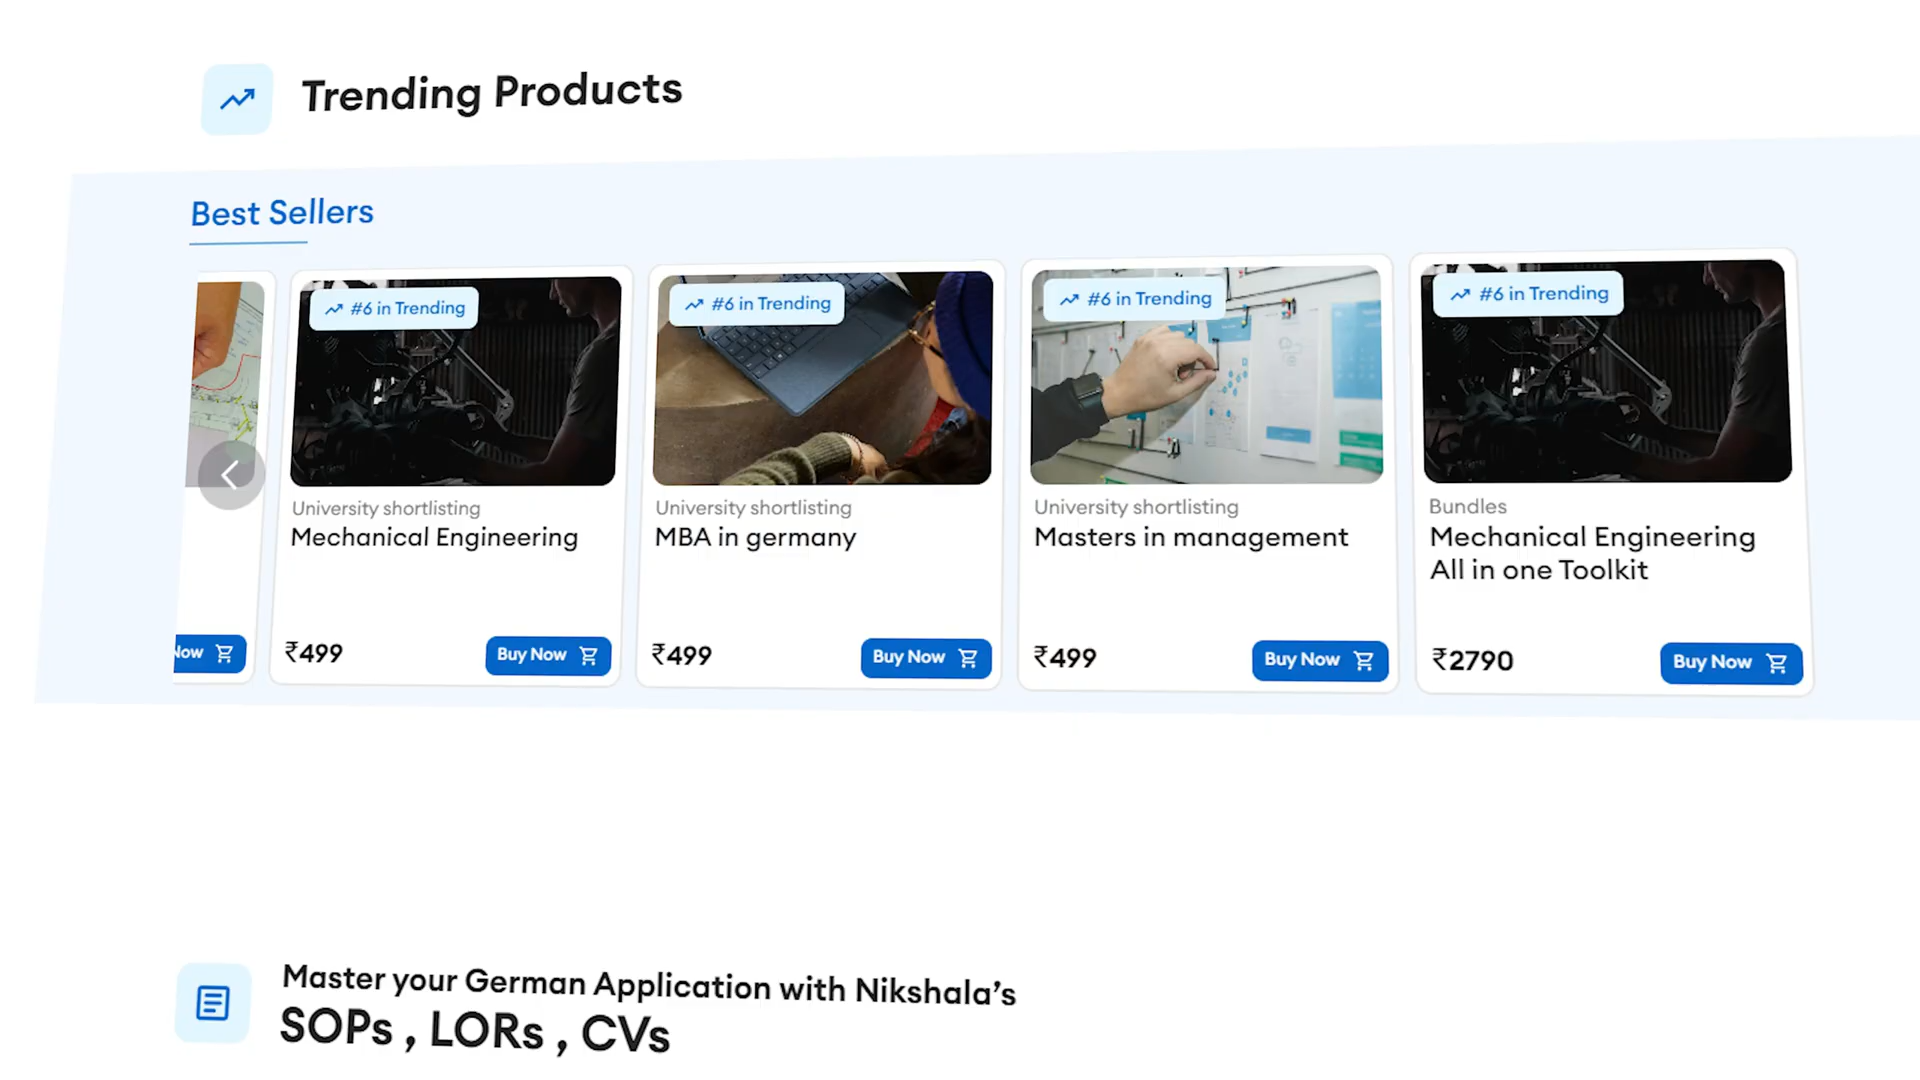 Trending Products
Best Sellers
#6 in Trending
#6 in Trending
#6 in Trending
#6 in Trending
University shortlisting
Mechanical Engineering
University shortlisting
MBA in germany
University shortlisting
Masters in management
Bundles
Mechanical Engineering
All in one Toolkit
Now
₹499
Buy Now
₹499
Buy Now
₹499
Buy Now
₹2790
Buy Now
Master your German Application with Nikshala's
SOPs , LORs , CVs